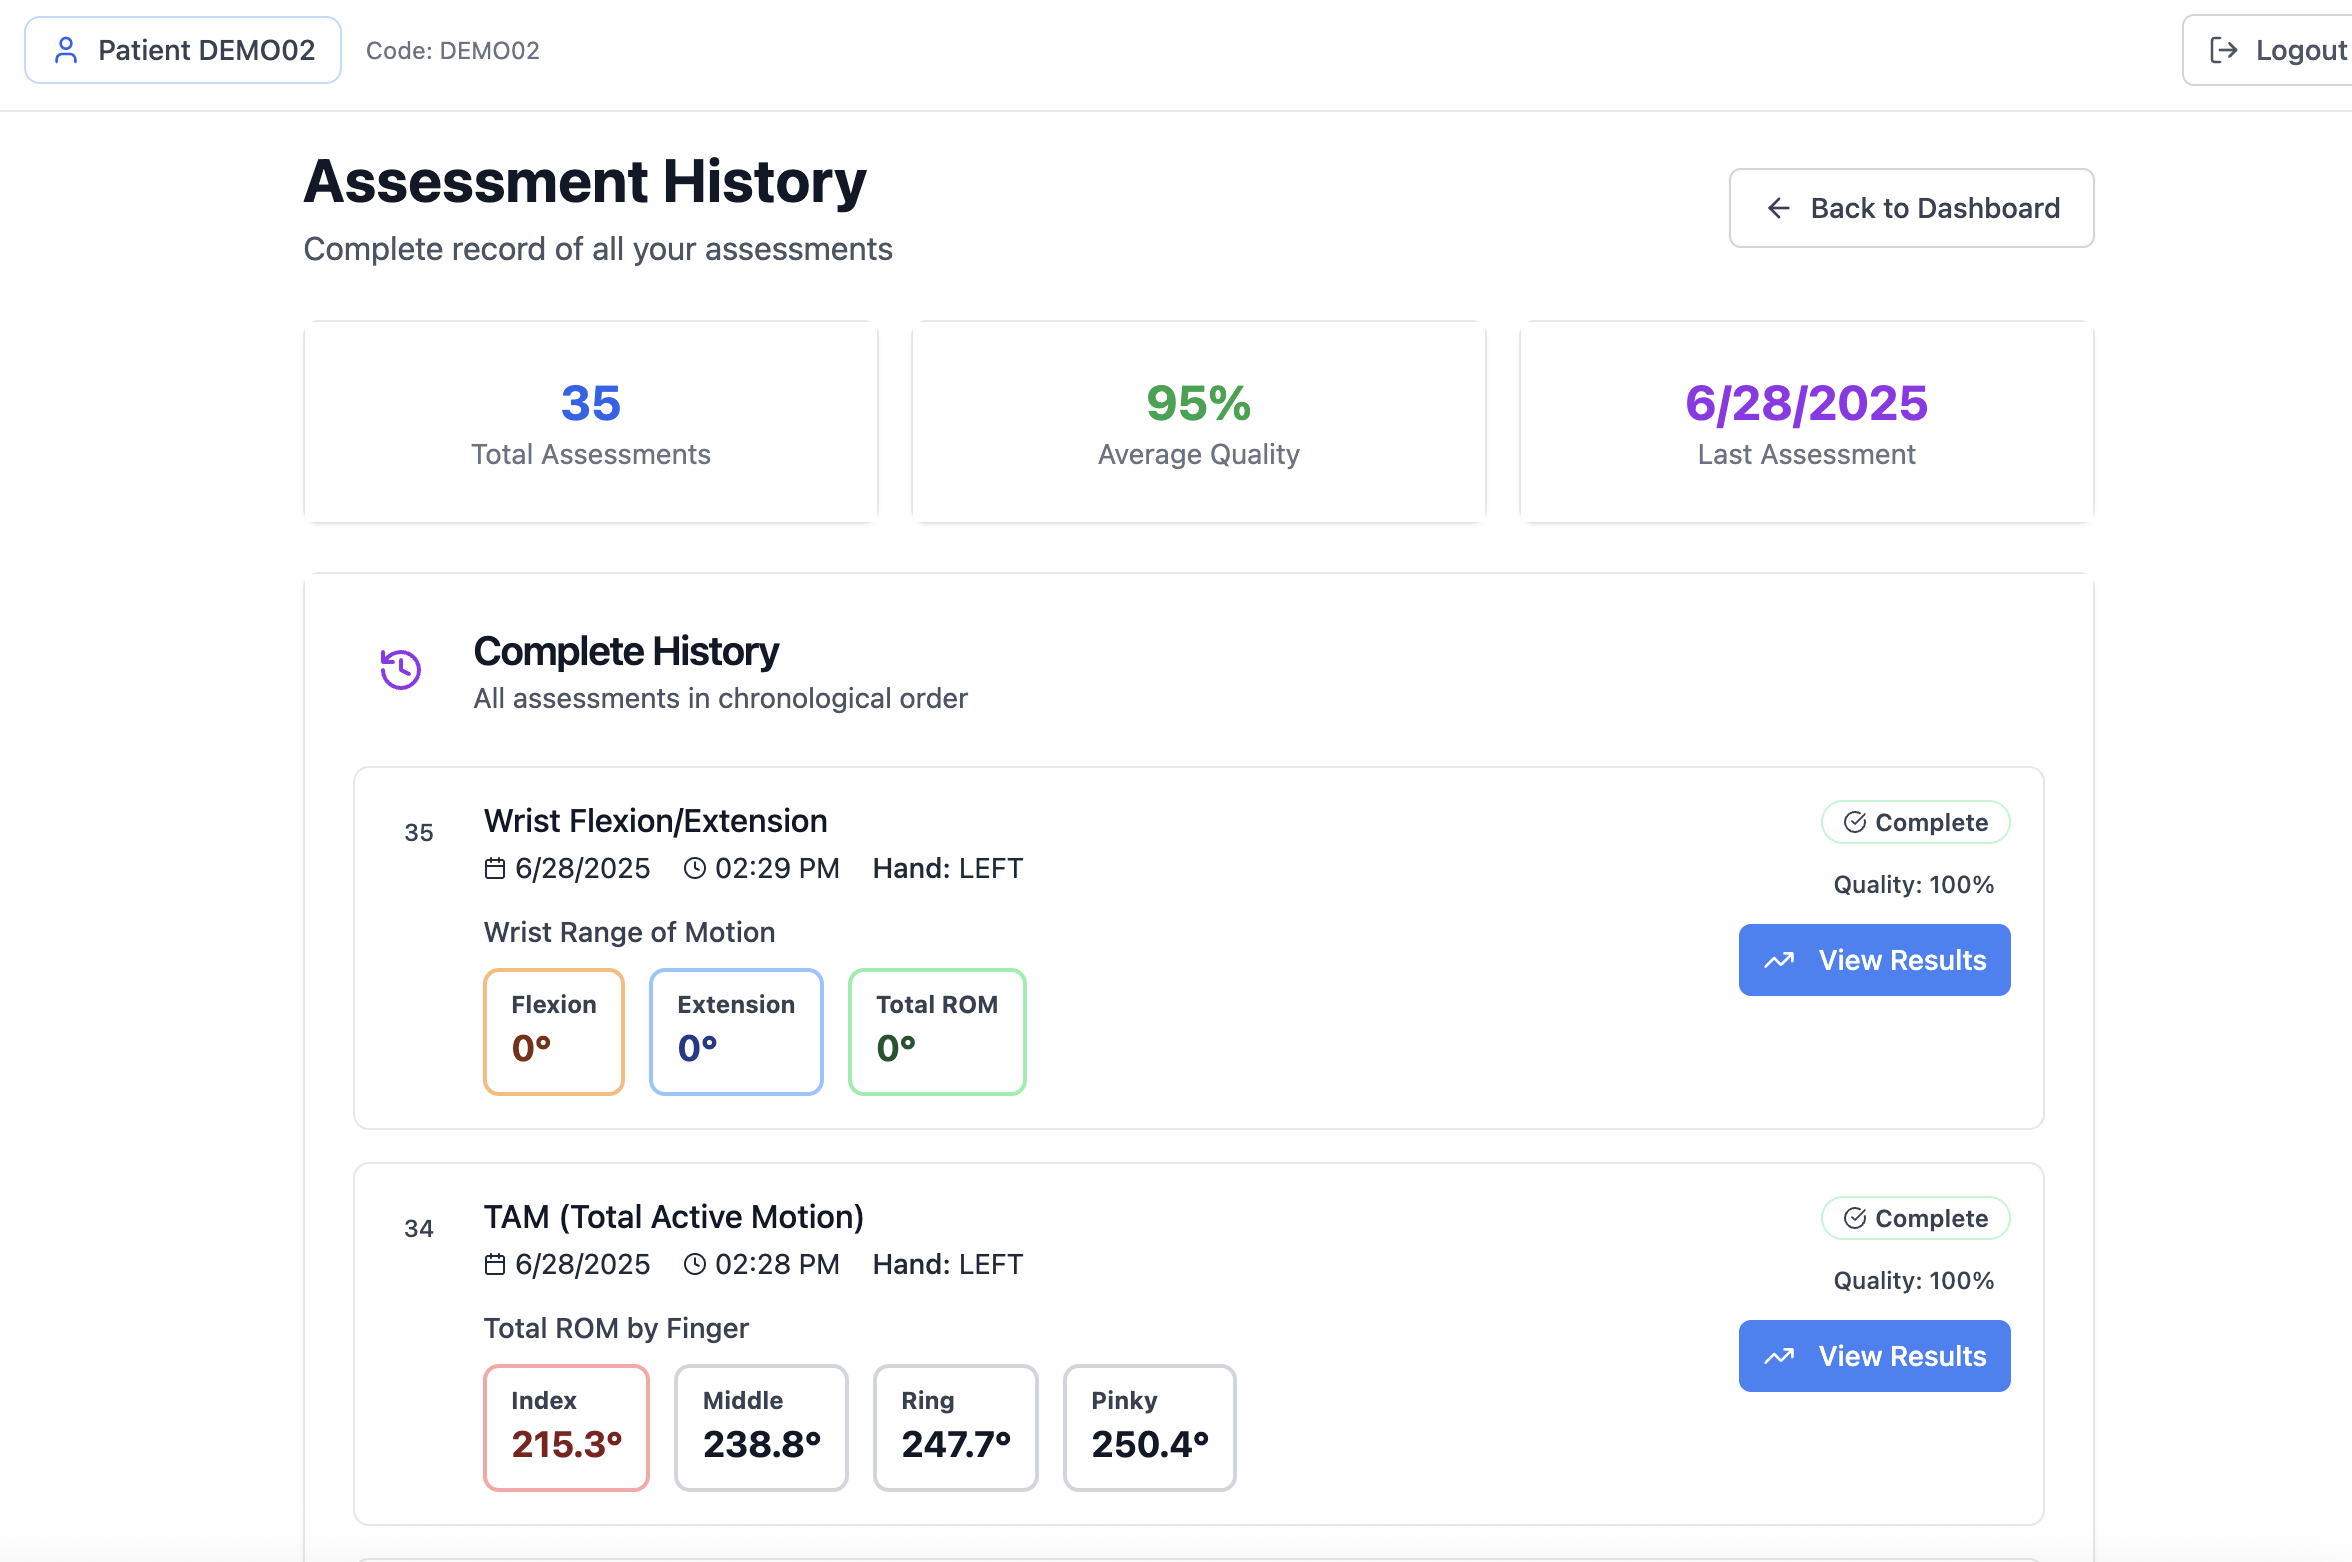 Patient DEMO02
Code: DEMO02
Logout
Assessment History
Complete record of all your assessments
Back to Dashboard
35
Total Assessments
95%
Average Quality
6/28/2025
Last Assessment
Complete History
All assessments in chronological order
35
Wrist Flexion/Extension
6/28/2025 02:29 PM Hand: LEFT
Complete
Quality: 100%
View Results
Wrist Range of Motion
Flexion
0°
Extension
0°
Total ROM
0°
34
TAM (Total Active Motion)
6/28/2025 02:28 PM Hand: LEFT
Complete
Quality: 100%
View Results
Total ROM by Finger
Index
215.3°
Middle
238.8°
Ring
247.7°
Pinky
250.4°